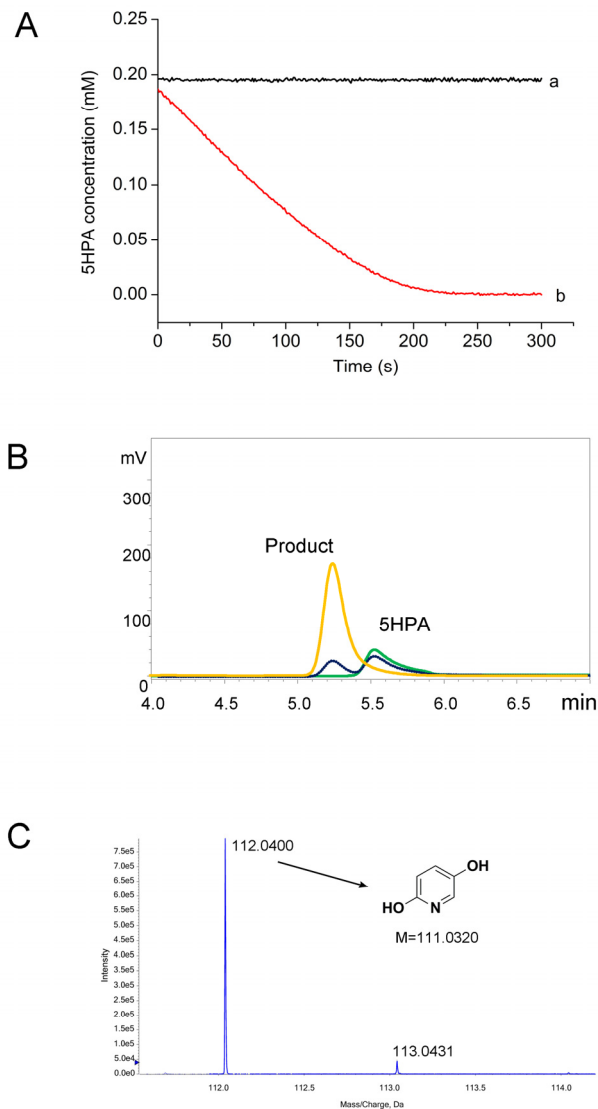 A
0.25
0.20
0.15
0.10
0.05
0.00
5HPA concentration (mM)
a
b
0 50 100 150 200 250 300
Time (s)
B
mV
300
200
100
0
Product
5HPA
4.0 4.5 5.0 5.5 6.0 6.5 min
C
7.5e5
7.0e5
6.5e5
6.0e5
5.5e5
5.0e5
4.5e5
4.0e5
3.5e5
3.0e5
2.5e5
2.0e5
1.5e5
1.0e5
5.0e4
0.0e0
Intensity
112.0400
OH
HO N
M=111.0320
113.0431
112.0 112.5 113.0 113.5 114.0
Mass/Charge, Da